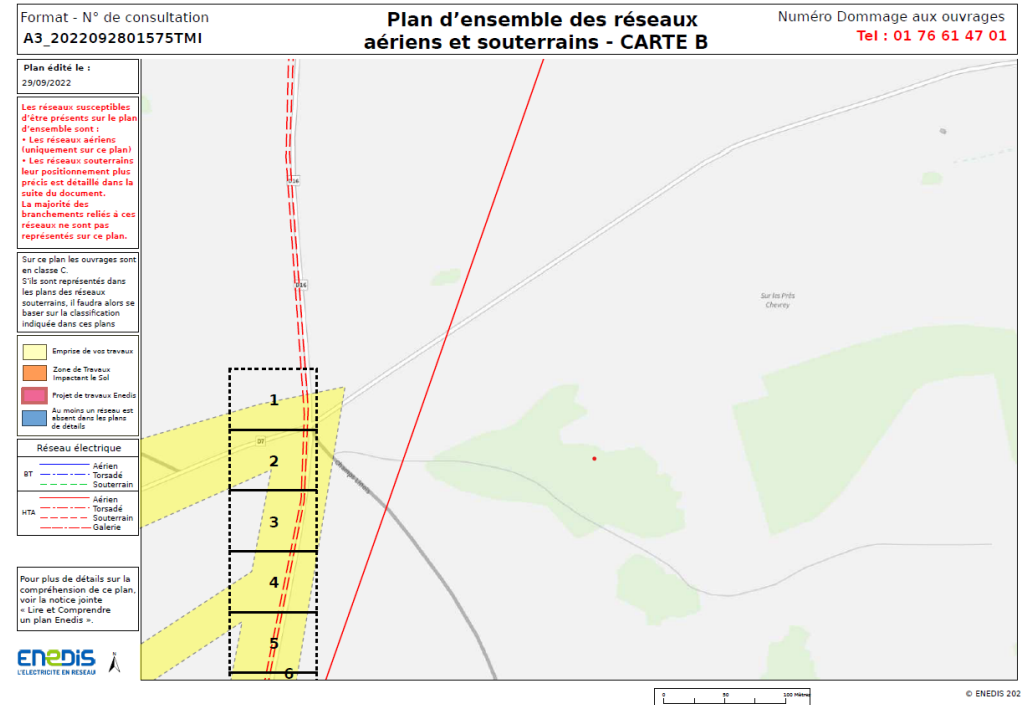 Format - N° de consultation
A3_2022092801575TMI
Plan d’ensemble des réseaux
aériens et souterrains - CARTE B
Numéro Dommage aux ouvrages
Tel : 01 76 61 47 01
Plan édité le :
29/09/2022
Les réseaux susceptibles
d'être présents sur le plan
d'ensemble sont :
• Les réseaux aériens
(uniquement sur ce plan)
• Les réseaux souterrains
leur positionnement plus
précis est détaillé dans la
suite du document.
La majorité des
branchements reliés á ces
réseaux ne sont pas
représentés sur ce plan.
Sur ce plan les ouvrages sont
en classe C.
S'ils sont représentés dans
les plans des réseaux
souterrains, il faudra alors se
baser sur la classification
indiquée dans ces plans
Emprise de vos travaux
Zone de Travaux
Impactant le Sol
Projet de travaux Enedis
Au moins un réseau est
absent dans les plans
de détails
Réseau électrique
BT
Aérien
Torsadé
Souterrain
HTA
Aérien
Torsadé
Souterrain
Galerie
Pour plus de détails sur la
compréhension de ce plan,
voir la notice jointe
« Lire et Comprendre
un plan Enedis ».
ENEDIS
L'ELECTRICITE EN RESEAU
N
D16
D16
Sur les Prés
Chevrey
1
D7
2
3
4
5
6
0 50 100 Mètres
© ENEDIS 202